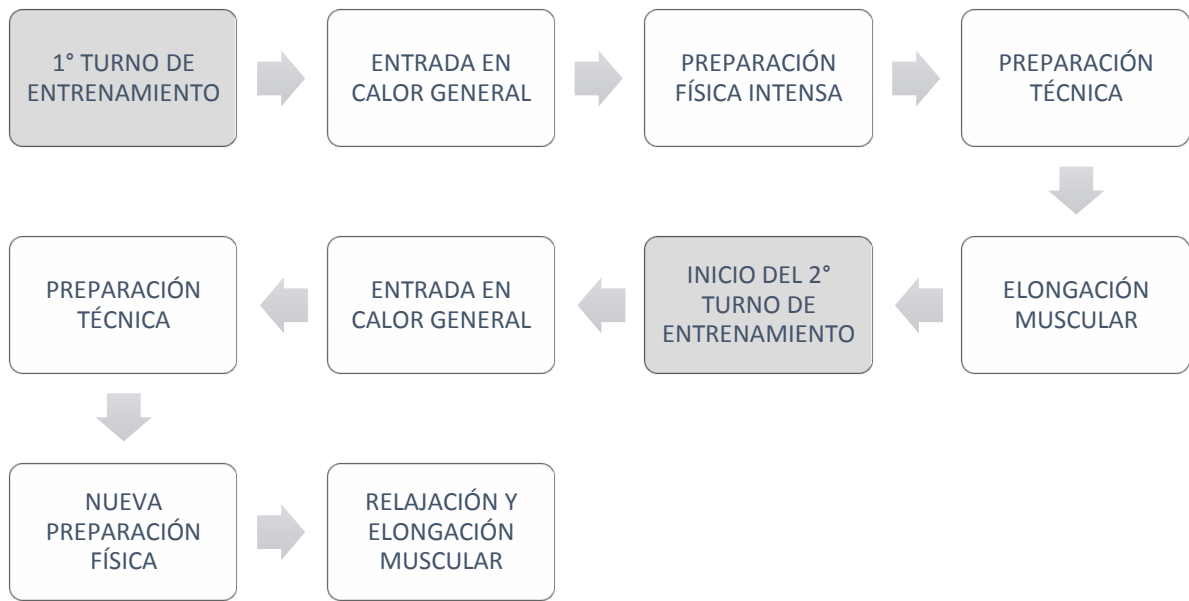 1° TURNO DE
ENTRENAMIENTO
ENTRADA EN
CALOR GENERAL
PREPARACIÓN
FÍSICA INTENSA
PREPARACIÓN
TÉCNICA
ELONGACIÓN
MUSCULAR
INICIO DEL 2°
TURNO DE
ENTRENAMIENTO
ENTRADA EN
CALOR GENERAL
PREPARACIÓN
TÉCNICA
NUEVA
PREPARACIÓN
FÍSICA
RELAJACIÓN Y
ELONGACIÓN
MUSCULAR